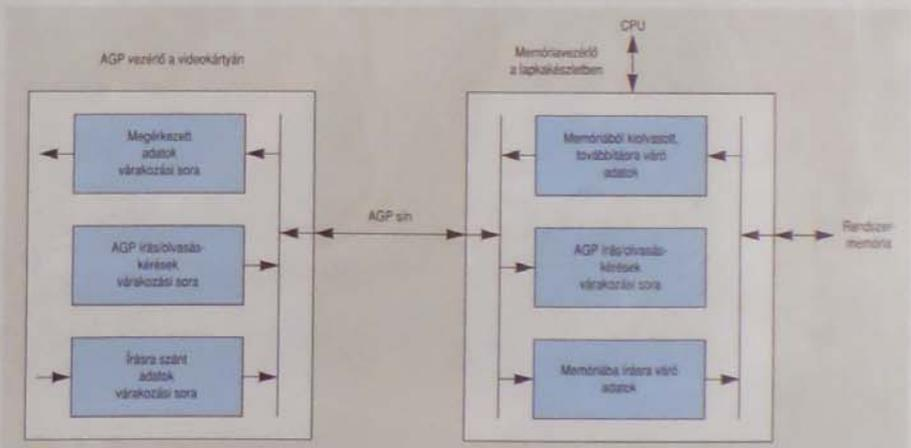 CPU
AGP vezérlő a videokártyán
Memóriavezérlő
a lapkakészletben
Megérkezett
adatok
várakozási sora
AGP írás/olvasás-
kérések
várakozási sora
Írásra szánt
adatok
várakozási sora
AGP sín
Memóriából kiolvasott,
továbbításra váró
adatok
AGP írás/olvasás-
kérések
várakozási sora
Memóriába írásra váró
adatok
Rendszer-
memória